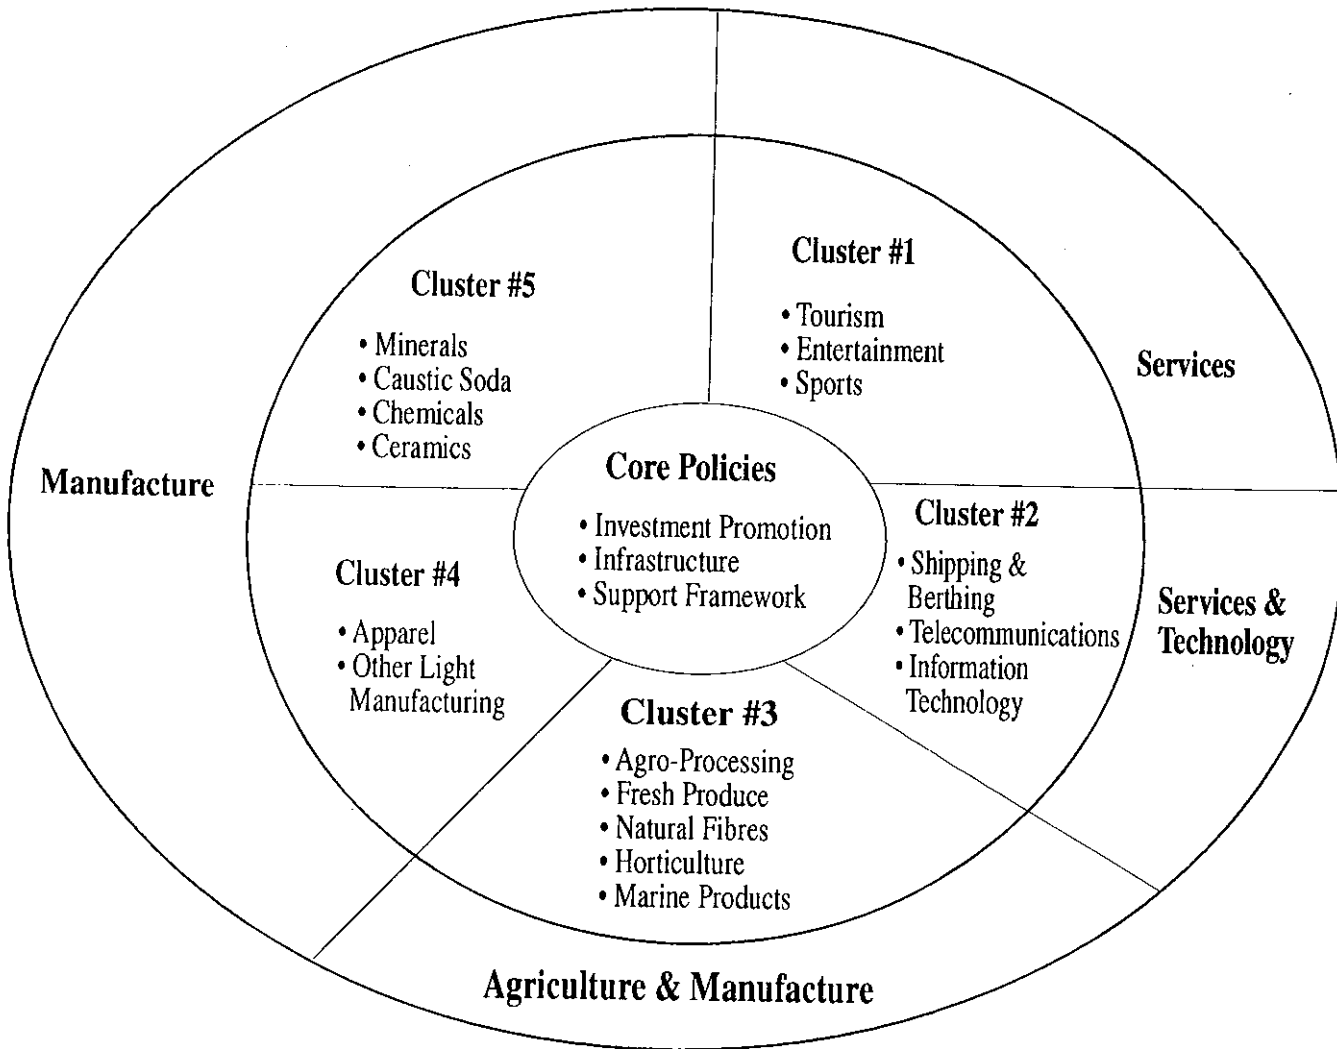 Cluster #1
• Tourism
• Entertainment
• Sports
Services
Cluster #5
• Minerals
• Caustic Soda
• Chemicals
• Ceramics
Manufacture
Core Policies
• Investment Promotion
• Infrastructure
• Support Framework
Cluster #2
• Shipping &
Berthing
• Telecommunications
• Information
Technology
Services &
Technology
Cluster #4
• Apparel
• Other Light
Manufacturing
Cluster #3
• Agro-Processing
• Fresh Produce
• Natural Fibres
• Horticulture
• Marine Products
Agriculture & Manufacture